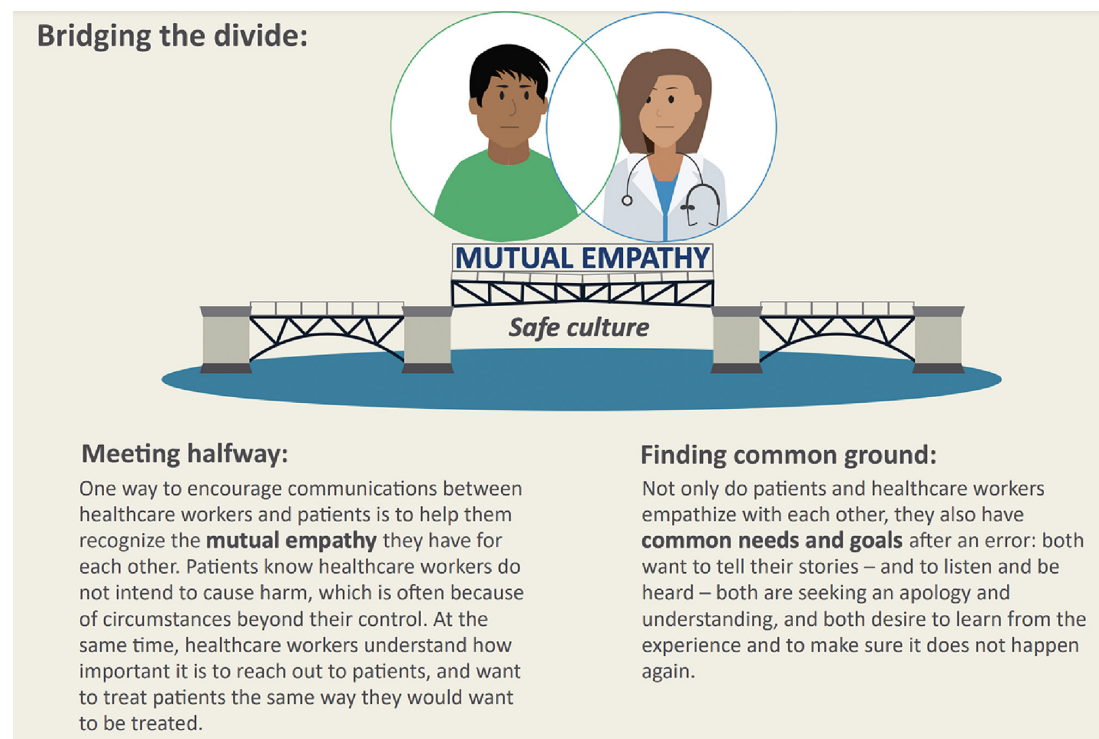 Bridging the divide:
MUTUAL EMPATHY
Safe culture
Meeting halfway:
One way to encourage communications between
healthcare workers and patients is to help them
recognize the mutual empathy they have for
each other. Patients know healthcare workers do
not intend to cause harm, which is often because
of circumstances beyond their control. At the
same time, healthcare workers understand how
important it is to reach out to patients, and want
to treat patients the same way they would want
to be treated.
Finding common ground:
Not only do patients and healthcare workers
empathize with each other, they also have
common needs and goals after an error: both
want to tell their stories – and to listen and be
heard – both are seeking an apology and
understanding, and both desire to learn from the
experience and to make sure it does not happen
again.